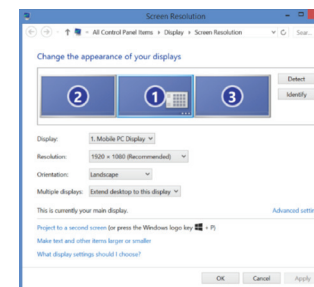 Screen Resolution
All Control Panel Items ▸ Display ▸ Screen Resolution
Sear...
Change the appearance of your displays
2 1 3
Detect
Identify
Display: 1. Mobile PC Display
Resolution: 1920 × 1080 (Recommended)
Orientation: Landscape
Multiple displays: Extend desktop to this display
This is currently your main display. Advanced settin
Project to a second screen (or press the Windows logo key + P)
Make text and other items larger or smaller
What display settings should I choose?
OK Cancel Apply